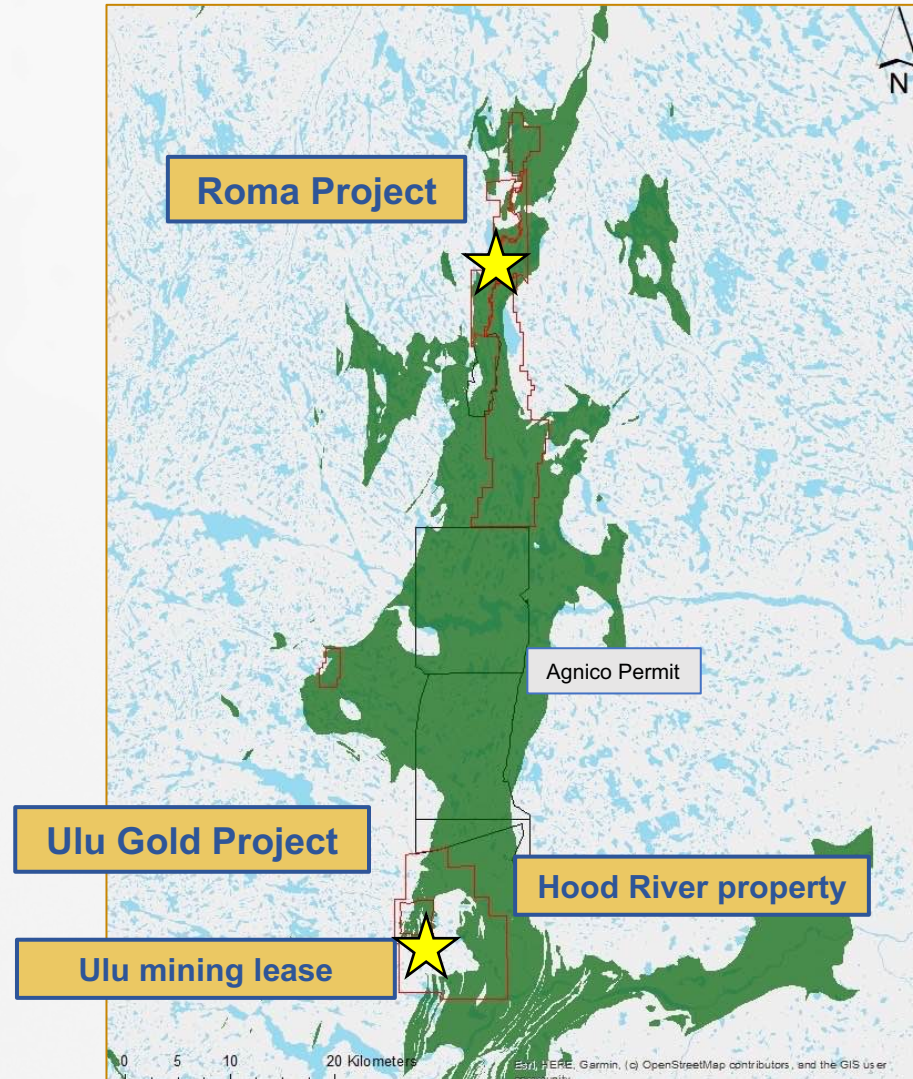 N
Roma Project
Agnico Permit
Ulu Gold Project
Hood River property
Ulu mining lease
0 5 10 20 Kilometers
Esri, HERE, Garmin, (c) OpenStreetMap contributors, and the GIS user
community